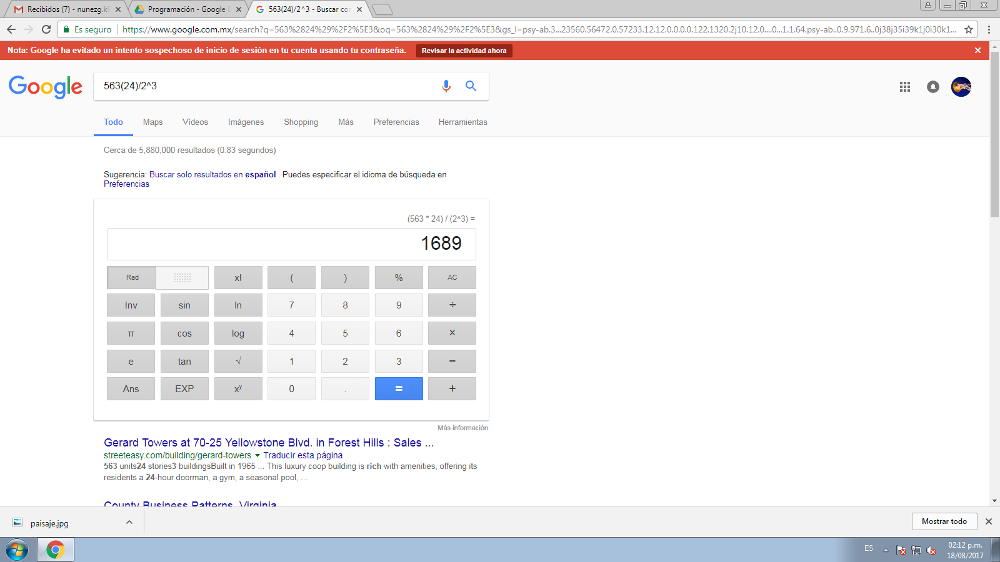 Recibidos (7) - nunezg.k
Programación - Google
563(24)/2^3 - Buscar co
Es seguro
https://www.google.com.mx/search?q=563%2824%29%2F2%5E3&oq=563%2824%29%2F2%5E3&gs_l=psy-ab.3...23560.56472.0.57233.12.12.0.0.0.0.122.1320.2j10.12.0....0...1.1.64.psy-ab..0.9.971.6..0j38j35i39k1j0i30k1...
Nota: Google ha evitado un intento sospechoso de inicio de sesión en tu cuenta usando tu contraseña.
Revisar la actividad ahora
Google
563(24)/2^3
Todo Maps Vídeos Imágenes Shopping Más Preferencias Herramientas
Cerca de 5,880,000 resultados (0.83 segundos)
Sugerencia: Buscar solo resultados en español . Puedes especificar el idioma de búsqueda en
Preferencias
(563 * 24) / (2^3) =
1689
Rad x! ( ) % AC
Inv sin ln 7 8 9 ÷
π cos log 4 5 6 ×
e tan √ 1 2 3 −
Ans EXP xʸ 0 . = +
Más información
Gerard Towers at 70-25 Yellowstone Blvd. in Forest Hills : Sales ...
streeteasy.com/building/gerard-towers Traducir esta página
563 units24 stories3 buildingsBuilt in 1965 ... This luxury coop building is rich with amenities, offering its
residents a 24-hour doorman, a gym, a seasonal pool, ...
County Business Patterns, Virginia
paisaje.jpg
Mostrar todo
ES
02:12 p.m.
18/08/2017